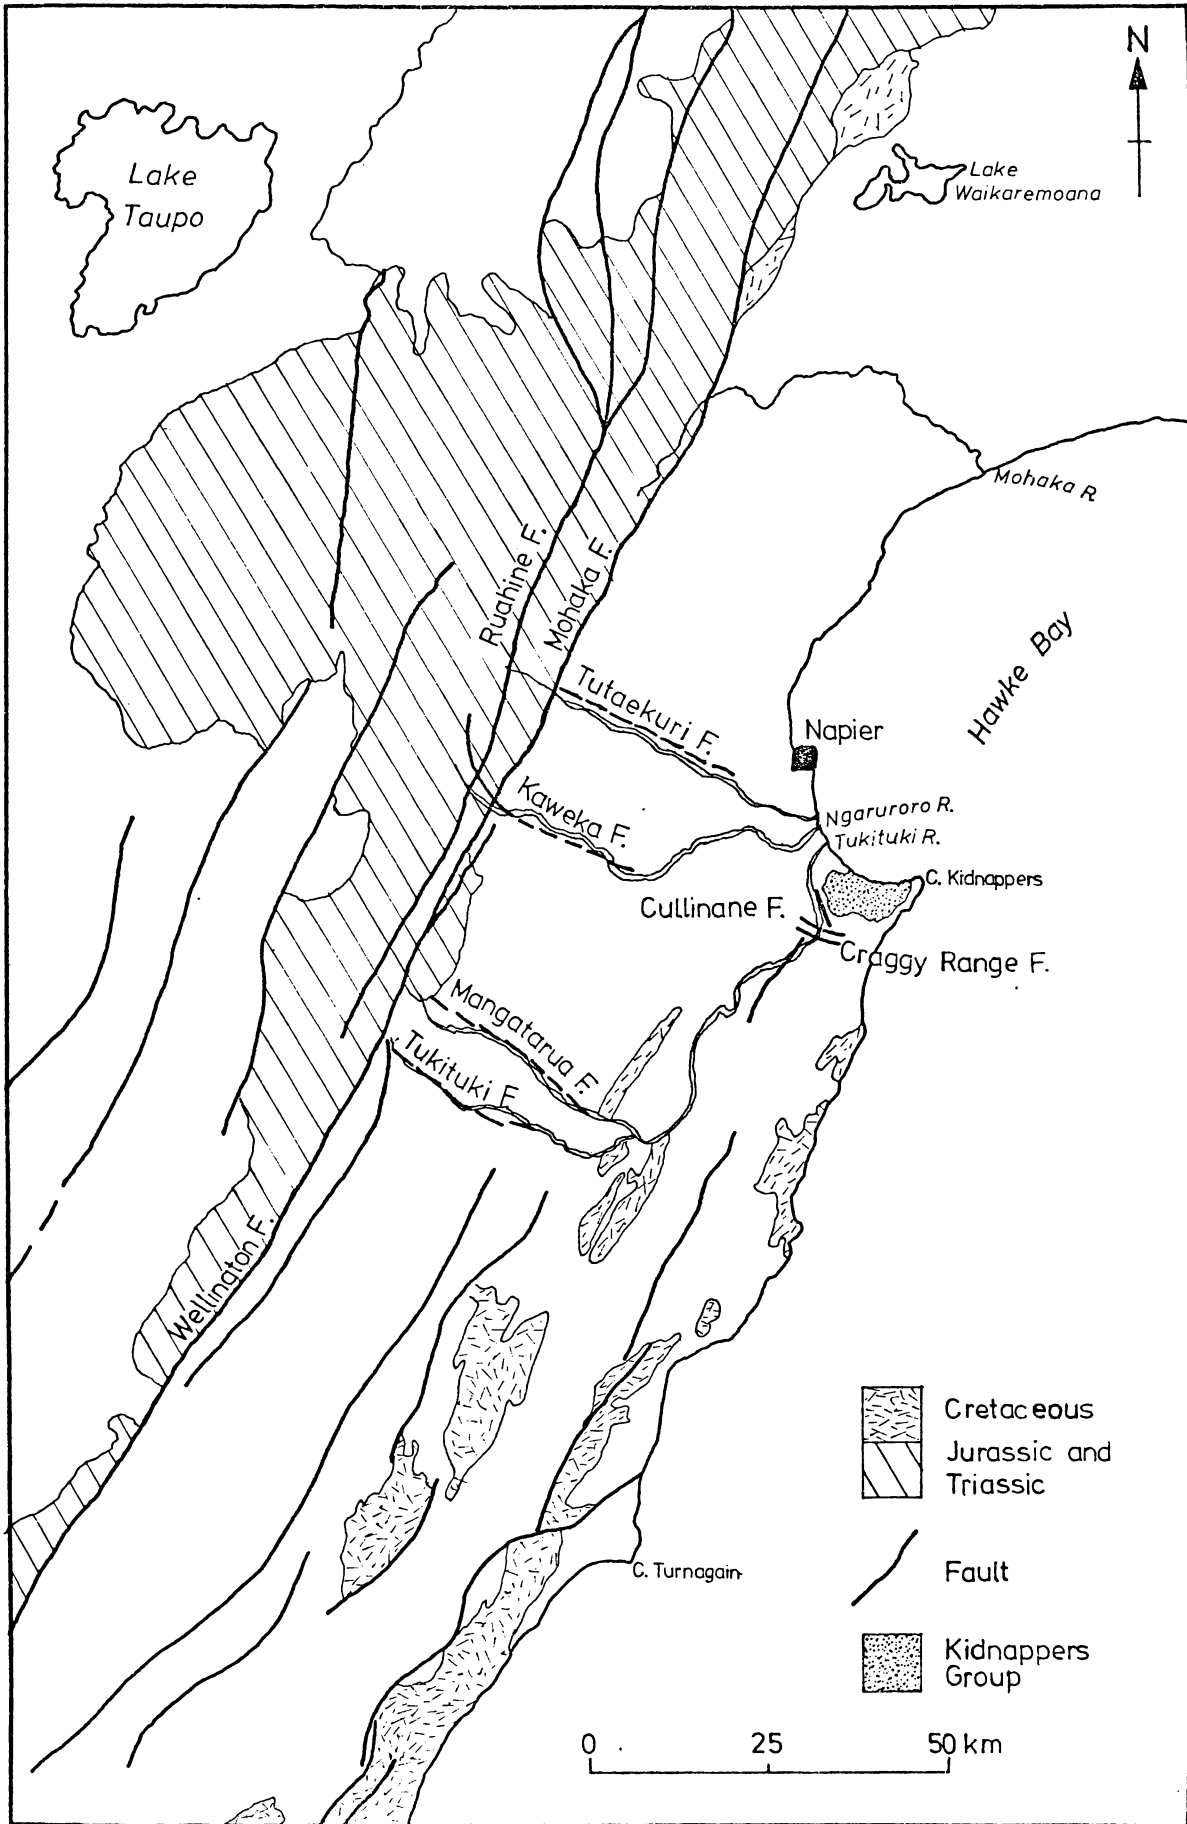 N
Lake
Taupo
Lake
Waikaremoana
Mohaka R
Ruahine F.
Mohaka F.
Hawke Bay
Tutaekuri F.
Napier
Kaweka F.
Ngaruroro R.
Tukituki R.
C. Kidnappers
Cullinane F.
Craggy Range F.
Mangatarua F.
Tukituki F
Wellington F.
Cretaceous
Jurassic and
Triassic
C. Turnagain
Fault
Kidnappers
Group
0 25 50 km